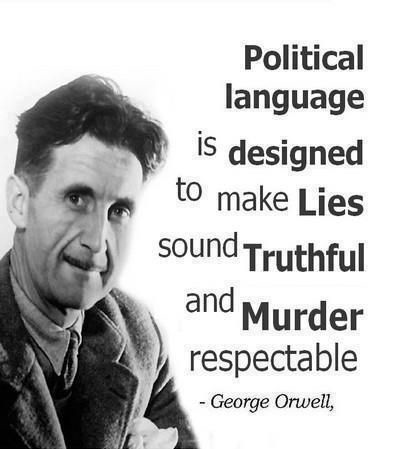 Political
language
is designed
to make Lies
sound Truthful
and Murder
respectable
- George Orwell,